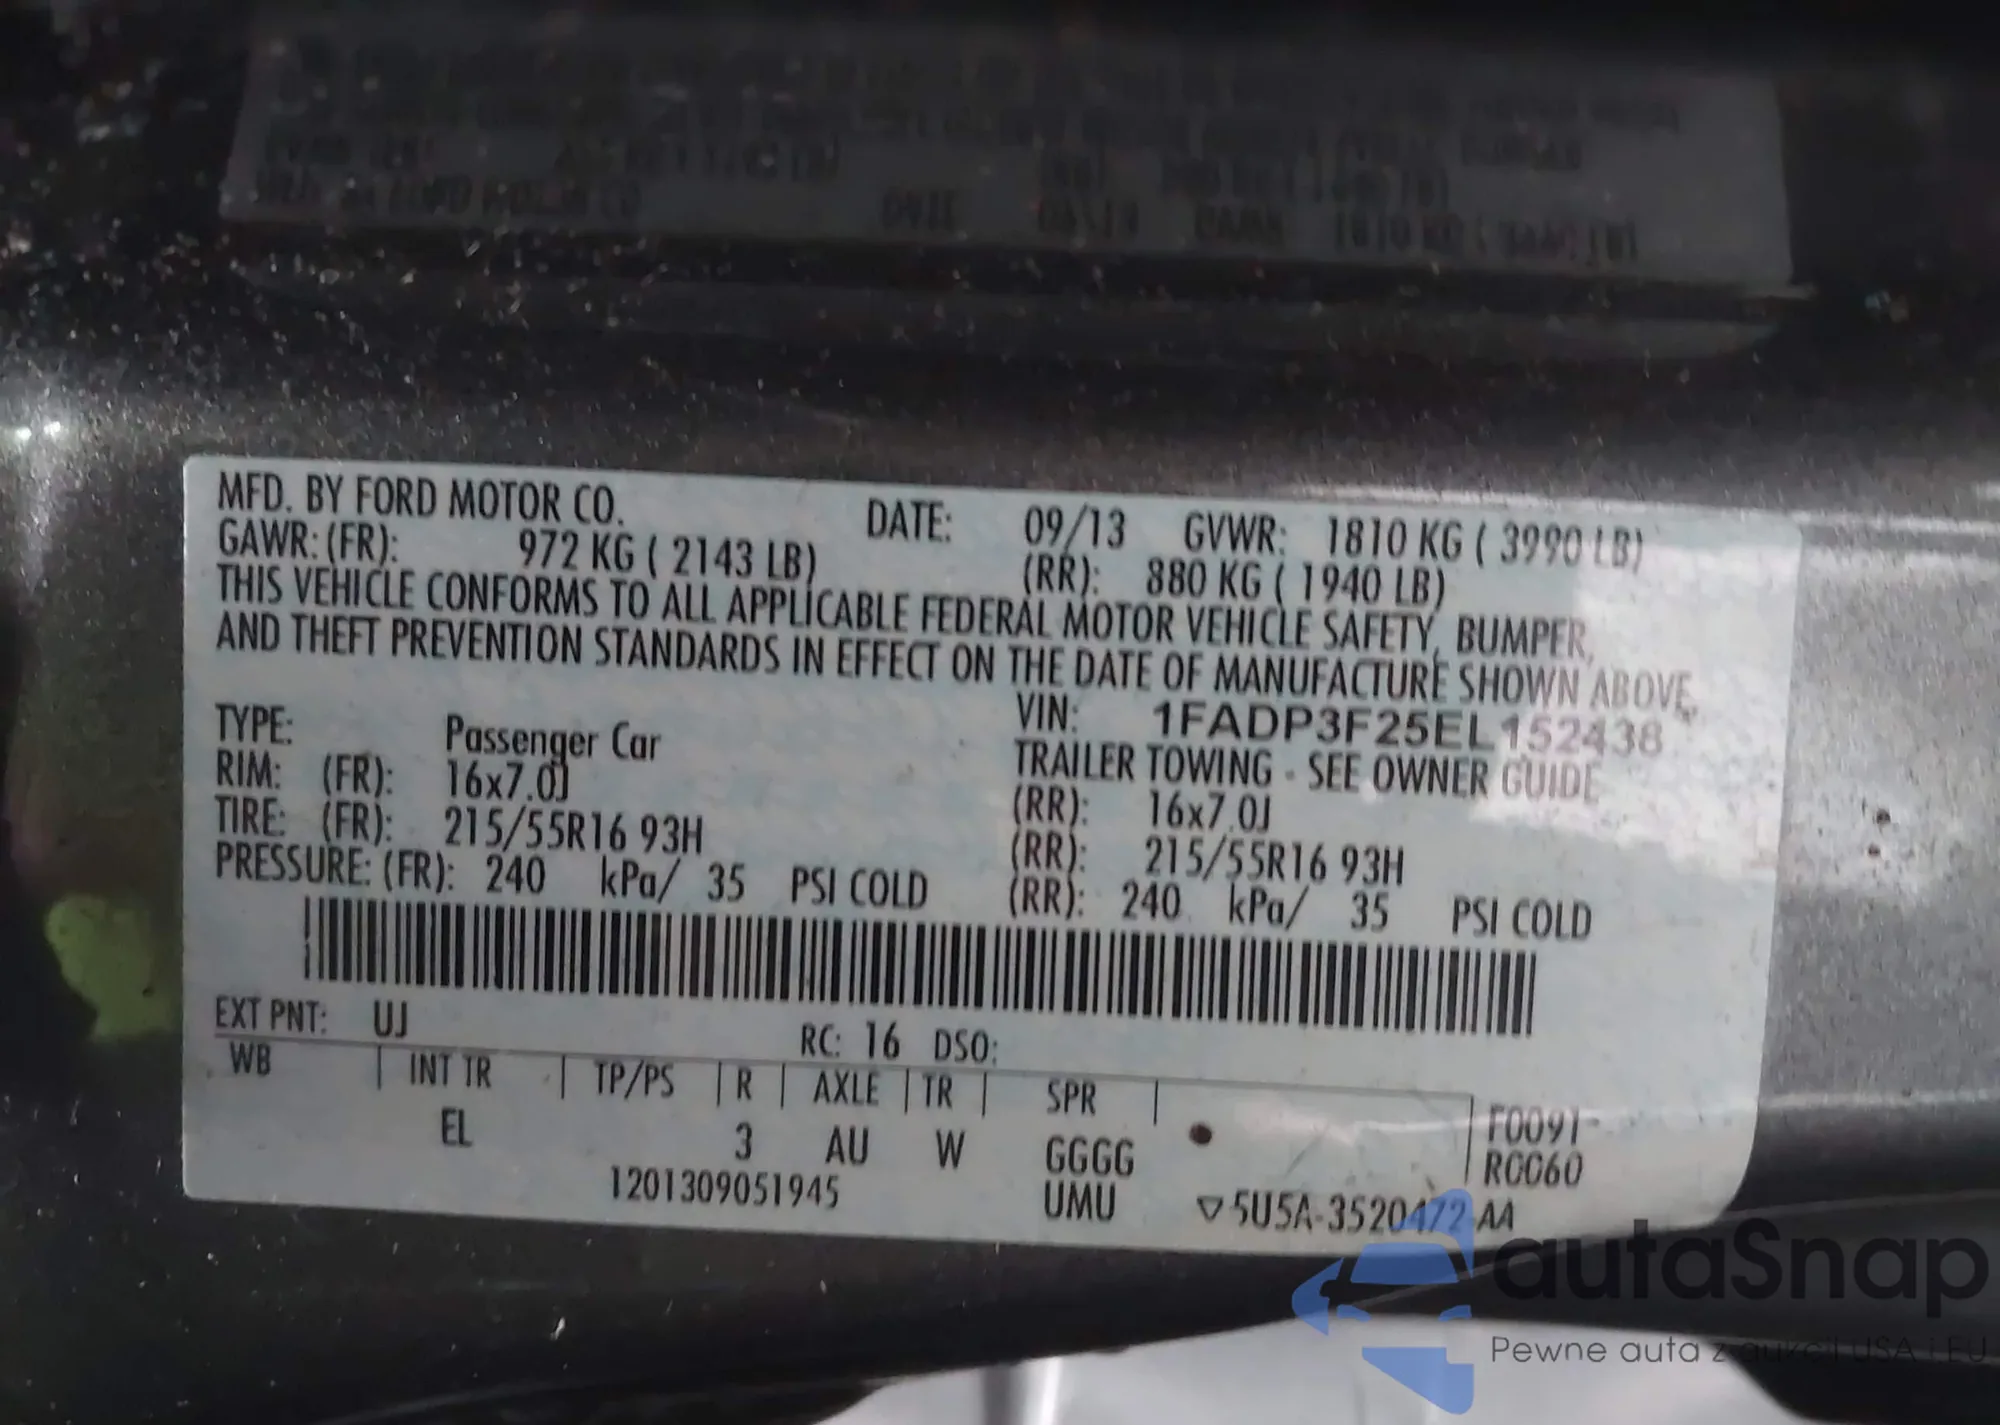 MFD. BY FORD MOTOR CO. DATE: 09/13 GVWR: 1810 KG ( 3990 LB)
GAWR: (FR): 972 KG ( 2143 LB) (RR): 880 KG ( 1940 LB)
THIS VEHICLE CONFORMS TO ALL APPLICABLE FEDERAL MOTOR VEHICLE SAFETY, BUMPER,
AND THEFT PREVENTION STANDARDS IN EFFECT ON THE DATE OF MANUFACTURE SHOWN ABOVE.
VIN: 1FADP3F25EL152438
TYPE: Passenger Car TRAILER TOWING - SEE OWNER GUIDE
RIM: (FR): 16x7.0J (RR): 16x7.0J
TIRE: (FR): 215/55R16 93H (RR): 215/55R16 93H
PRESSURE: (FR): 240 kPa/ 35 PSI COLD (RR): 240 kPa/ 35 PSI COLD
EXT PNT: UJ RC: 16 DSO:
WB | INT TR | TP/PS | R | AXLE | TR | SPR | F0091
EL 3 AU W GGGG R0060
1201309051945 UMU ▽5U5A-3520472-AA
autaSnap
Pewne auta z aukcji USA i EU